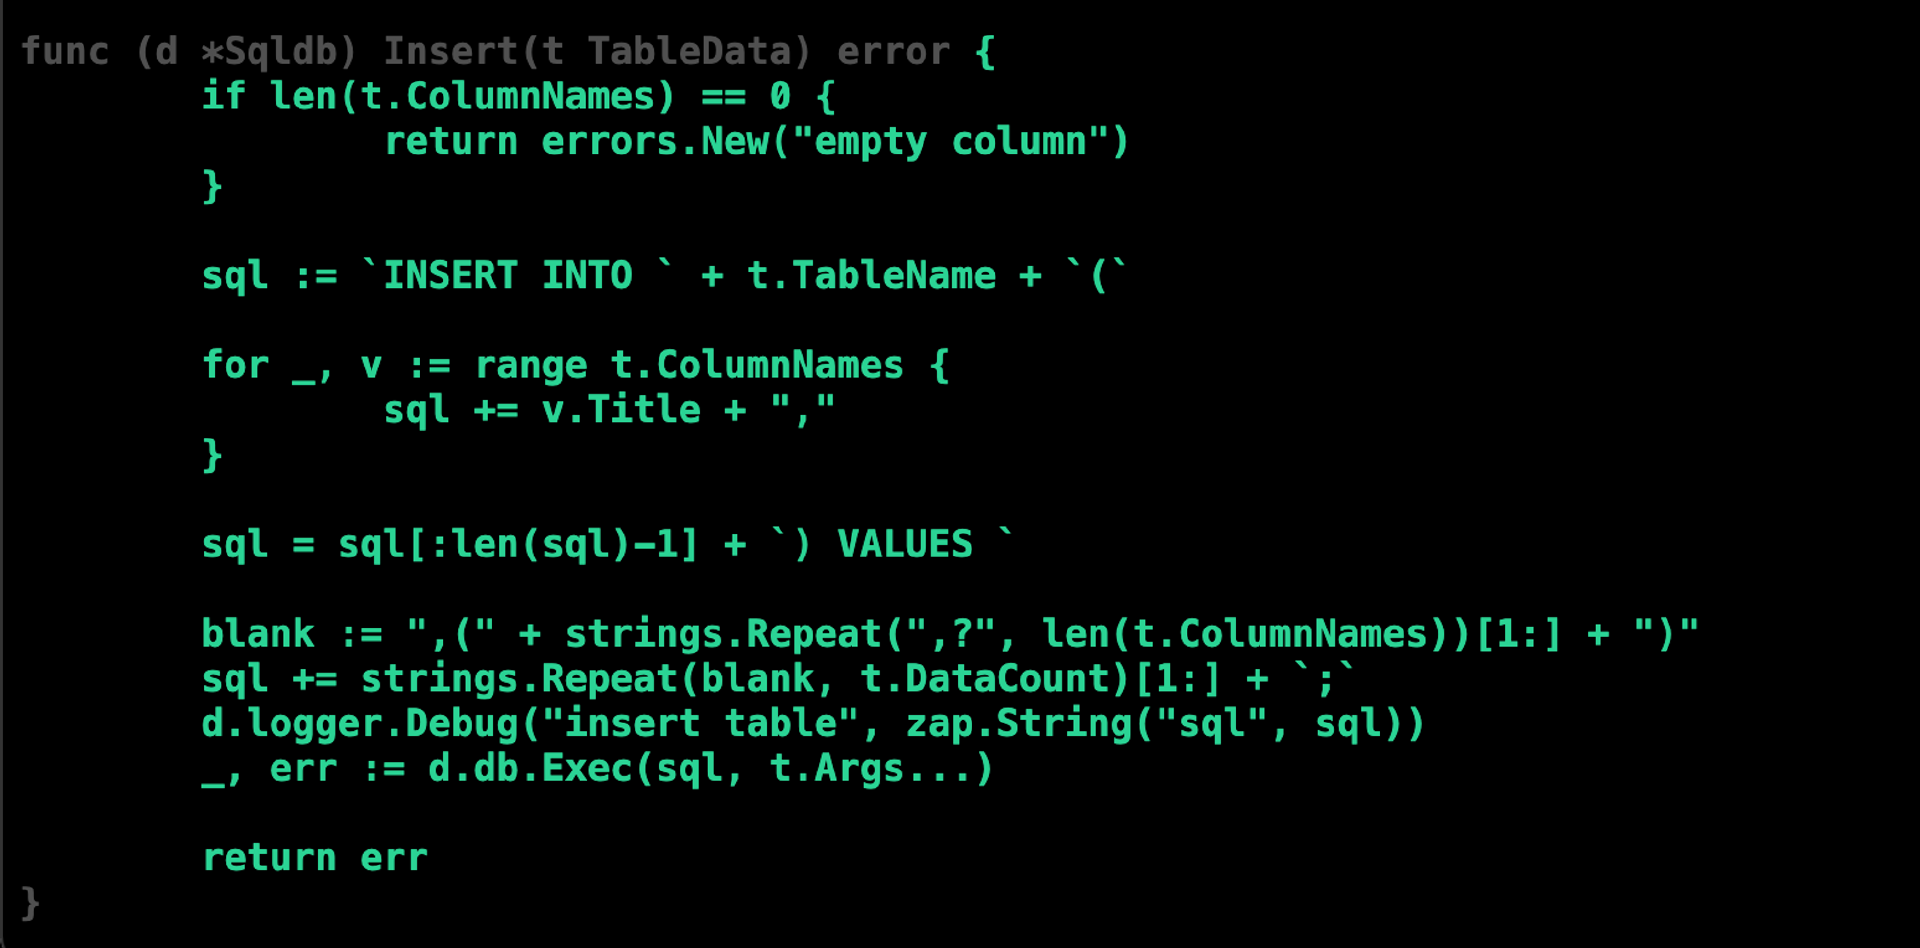 func (d *Sqldb) Insert(t TableData) error {
        if len(t.ColumnNames) == 0 {
                return errors.New("empty column")
        }

        sql := `INSERT INTO ` + t.TableName + `(`

        for _, v := range t.ColumnNames {
                sql += v.Title + ","
        }

        sql = sql[:len(sql)-1] + `) VALUES `

        blank := ",(" + strings.Repeat(",?", len(t.ColumnNames))[1:] + ")"
        sql += strings.Repeat(blank, t.DataCount)[1:] + `;`
        d.logger.Debug("insert table", zap.String("sql", sql))
        _, err := d.db.Exec(sql, t.Args...)

        return err
}